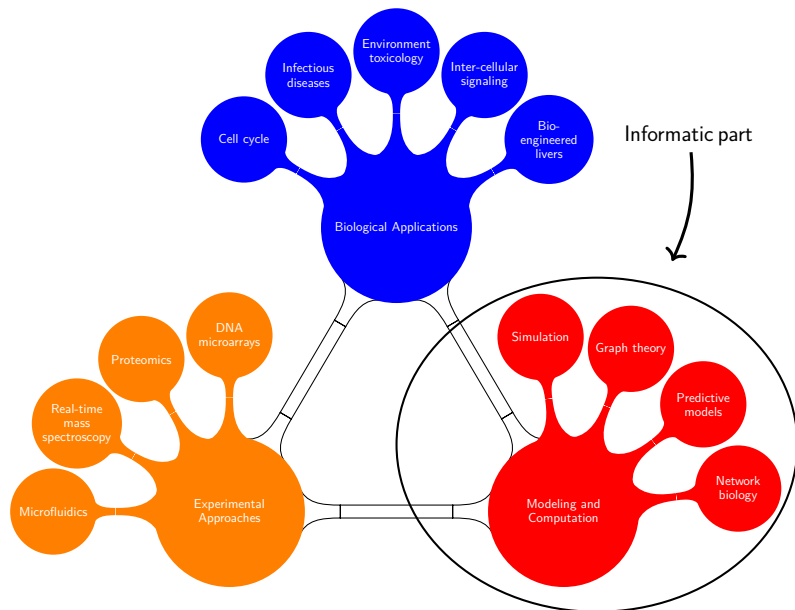 Environment
toxicology
Infectious
diseases
Inter-cellular
signaling
Cell cycle
Bio-
engineered
livers
Informatic part
Biological Applications
DNA
microarrays
Simulation
Graph theory
Proteomics
Predictive
models
Real-time
mass
spectroscopy
Network
biology
Microfluidics
Experimental
Approaches
Modeling and
Computation